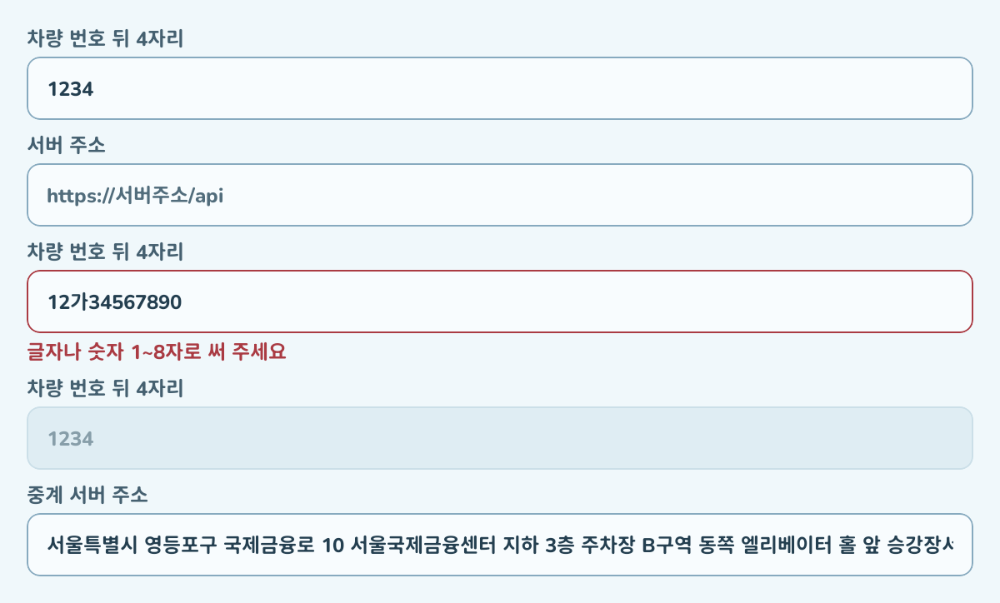 차량 번호 뒤 4자리
1234
서버 주소
https://서버주소/api
차량 번호 뒤 4자리
12가34567890
글자나 숫자 1~8자로 써 주세요
차량 번호 뒤 4자리
1234
중계 서버 주소
서울특별시 영등포구 국제금융로 10 서울국제금융센터 지하 3층 주차장 B구역 동쪽 엘리베이터 홀 앞